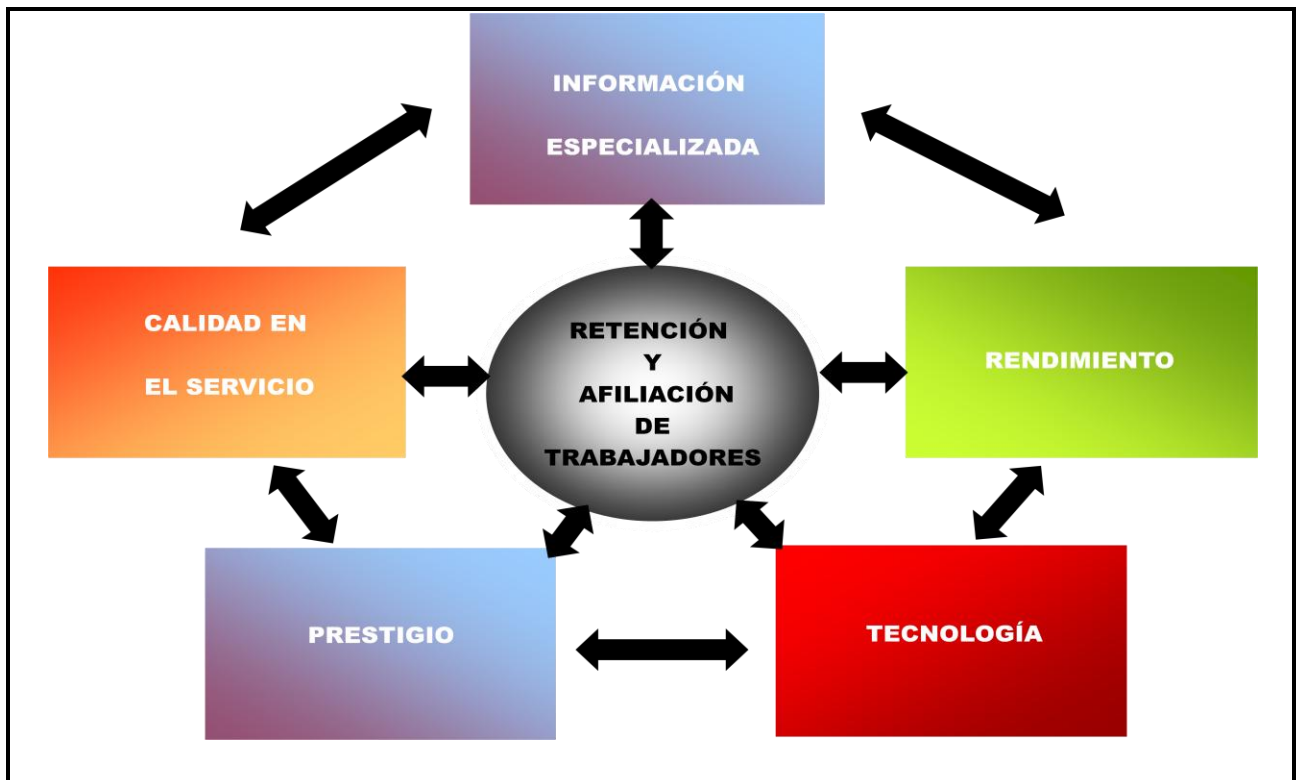 INFORMACIÓN
ESPECIALIZADA
CALIDAD EN
EL SERVICIO
RETENCIÓN
Y
AFILIACIÓN
DE
TRABAJADORES
RENDIMIENTO
PRESTIGIO
TECNOLOGÍA